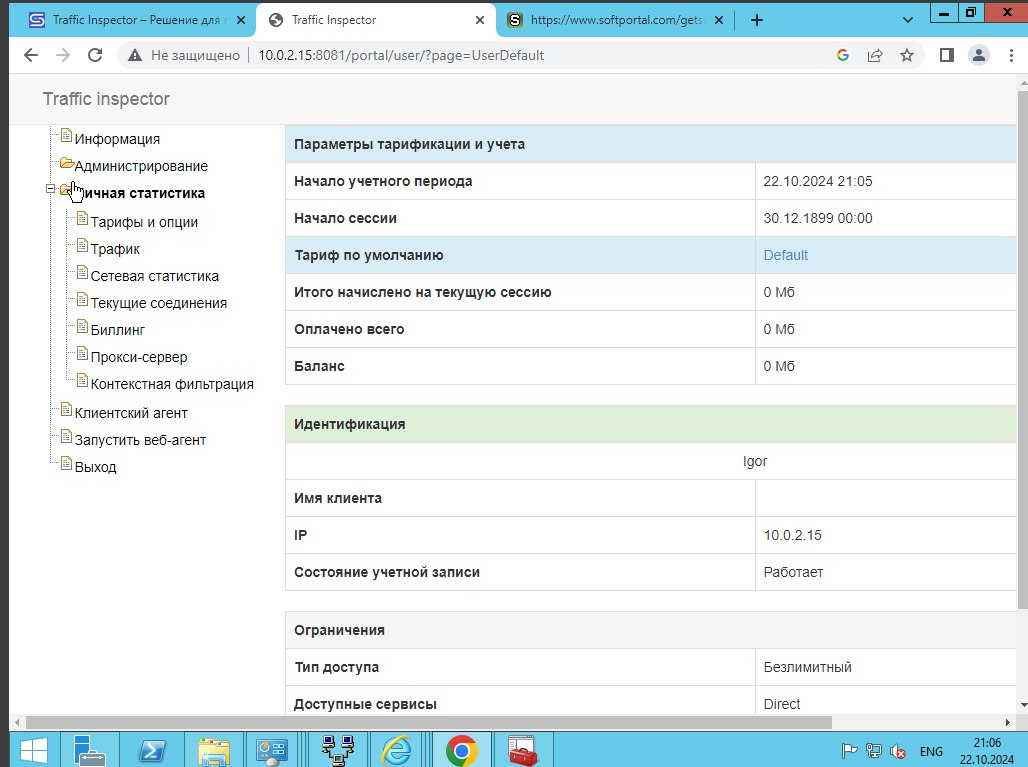 Traffic Inspector – Решение для
Traffic Inspector
https://www.softportal.com/gets
Не защищено
10.0.2.15:8081/portal/user/?page=UserDefault
Traffic inspector
Информация
Администрирование
ичная статистика
Тарифы и опции
Трафик
Сетевая статистика
Текущие соединения
Биллинг
Прокси-сервер
Контекстная фильтрация
Клиентский агент
Запустить веб-агент
Выход
Параметры тарификации и учета
Начало учетного периода 22.10.2024 21:05
Начало сессии 30.12.1899 00:00
Тариф по умолчанию Default
Итого начислено на текущую сессию 0 Мб
Оплачено всего 0 Мб
Баланс 0 Мб
Идентификация
Igor
Имя клиента
IP 10.0.2.15
Состояние учетной записи Работает
Ограничения
Тип доступа Безлимитный
Доступные сервисы Direct
ENG
21:06
22.10.2024